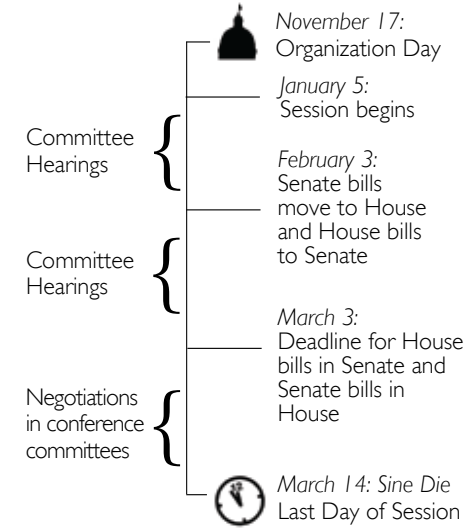 November 17:
Organization Day
January 5:
Session begins
Committee
Hearings
February 3:
Senate bills
move to House
and House bills
to Senate
Committee
Hearings
March 3:
Deadline for House
bills in Senate and
Senate bills in
House
Negotiations
in conference
committees
March 14: Sine Die
Last Day of Session